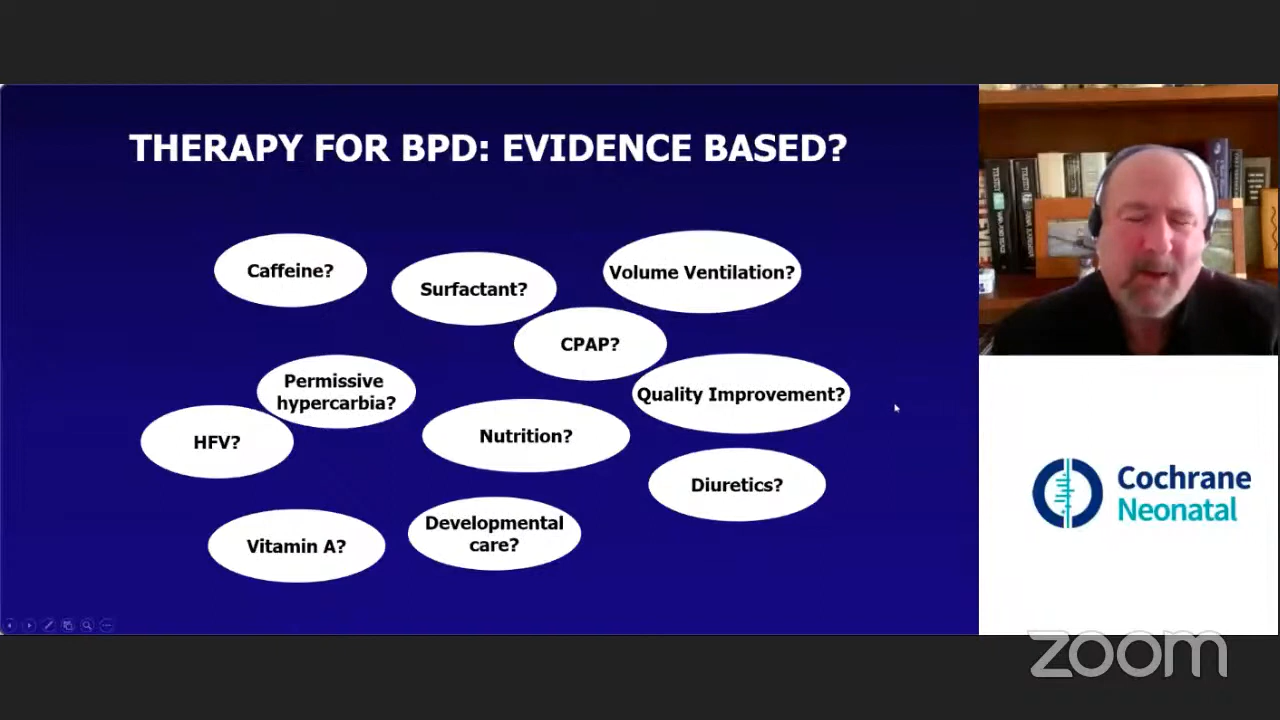 THERAPY FOR BPD: EVIDENCE BASED?
Caffeine?
Surfactant?
Volume Ventilation?
CPAP?
Permissive
hypercarbia?
Quality Improvement?
HFV?
Nutrition?
Diuretics?
Vitamin A?
Developmental
care?
Cochrane
Neonatal
zoom